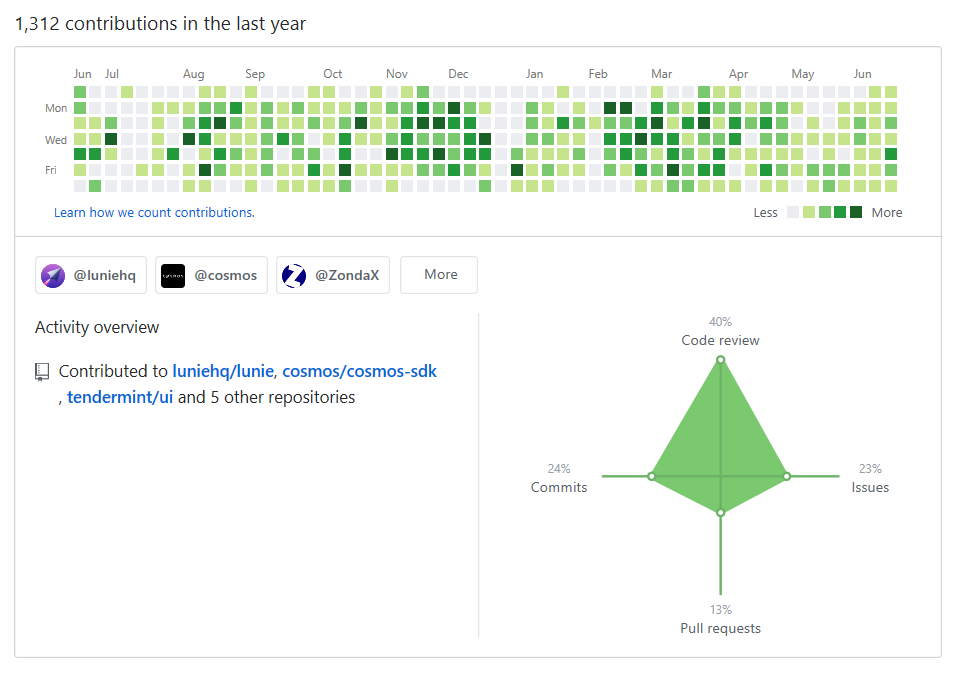 1,312 contributions in the last year
Jun Jul Aug Sep Oct Nov Dec Jan Feb Mar Apr May Jun
Mon
Wed
Fri
Learn how we count contributions.
Less More
@luniehq
COSMOS @cosmos
@ZondaX
More
Activity overview
Contributed to luniehq/lunie, cosmos/cosmos-sdk
, tendermint/ui and 5 other repositories
40%
Code review
24%
Commits
23%
Issues
13%
Pull requests